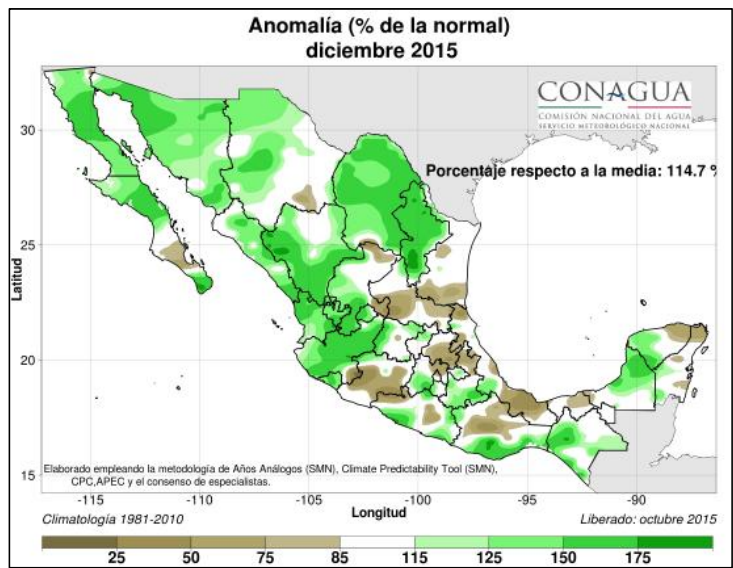 Anomalía (% de la normal)
diciembre 2015
CONAGUA
COMISIÓN NACIONAL DEL AGUA
SERVICIO METEOROLÓGICO NACIONAL
Porcentaje respecto a la media: 114.7 %
30
25
20
15
Latitud
Elaborado empleando la metodología de Años Análogos (SMN), Climate Predictability Tool (SMN),
CPC,APEC y el consenso de especialistas.
-115 -110 -105 -100 -95 -90
Climatología 1981-2010 Longitud Liberado: octubre 2015
25 50 75 85 115 125 150 175